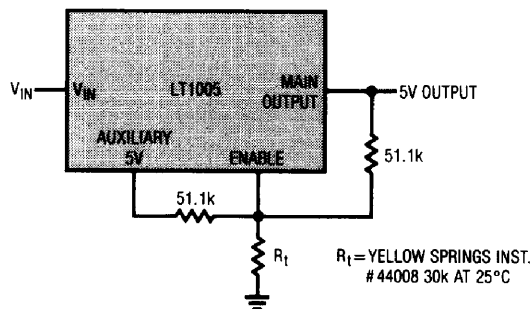 V_IN
V_IN
LT1005
MAIN
OUTPUT
5V OUTPUT
AUXILIARY
5V
ENABLE
51.1k
51.1k
R_t
R_t = YELLOW SPRINGS INST.
# 44008 30k AT 25°C